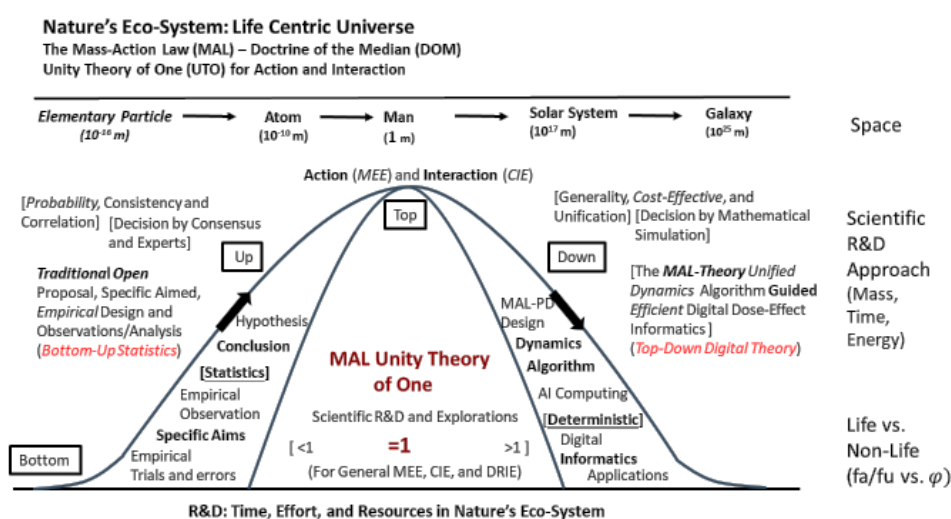 Nature's Eco-System: Life Centric Universe
The Mass-Action Law (MAL) – Doctrine of the Median (DOM)
Unity Theory of One (UTO) for Action and Interaction
Elementary Particle
(10⁻¹⁶ m)
Atom
(10⁻¹⁰ m)
Man
(1 m)
Solar System
(10¹⁷ m)
Galaxy
(10²⁵ m)
Space
Action (MEE) and Interaction (CIE)
[Probability, Consistency and
Correlation]
[Decision by Consensus
and Experts]
Up
Top
[Generality, Cost-Effective, and
Unification]
[Decision by Mathematical
Simulation]
Down
Scientific
R&D
Approach
(Mass,
Time,
Energy)
Traditional Open
Proposal, Specific Aimed,
Empirical Design and
Observations/Analysis
(Bottom-Up Statistics)
[The MAL-Theory Unified
Dynamics Algorithm Guided
Efficient Digital Dose-Effect
Informatics]
(Top-Down Digital Theory)
Hypothesis
Conclusion
[Statistics]
Empirical
Observation
Specific Aims
Empirical
Trials and errors
MAL Unity Theory
of One
Scientific R&D and Explorations
[ <1 =1 >1 ]
(For General MEE, CIE, and DRIE)
MAL-PD
Design
Dynamics
Algorithm
AI Computing
[Deterministic]
Digital
Informatics
Applications
Bottom
Life vs.
Non-Life
(fa/fu vs. φ)
R&D: Time, Effort, and Resources in Nature's Eco-System